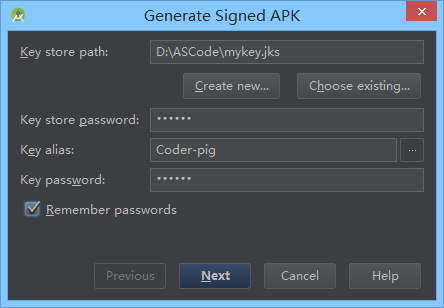 Generate Signed APK
Key store path: D:\ASCode\mykey.jks
Create new... Choose existing...
Key store password: ••••••
Key alias: Coder-pig ...
Key password: ••••••
Remember passwords
Previous Next Cancel Help